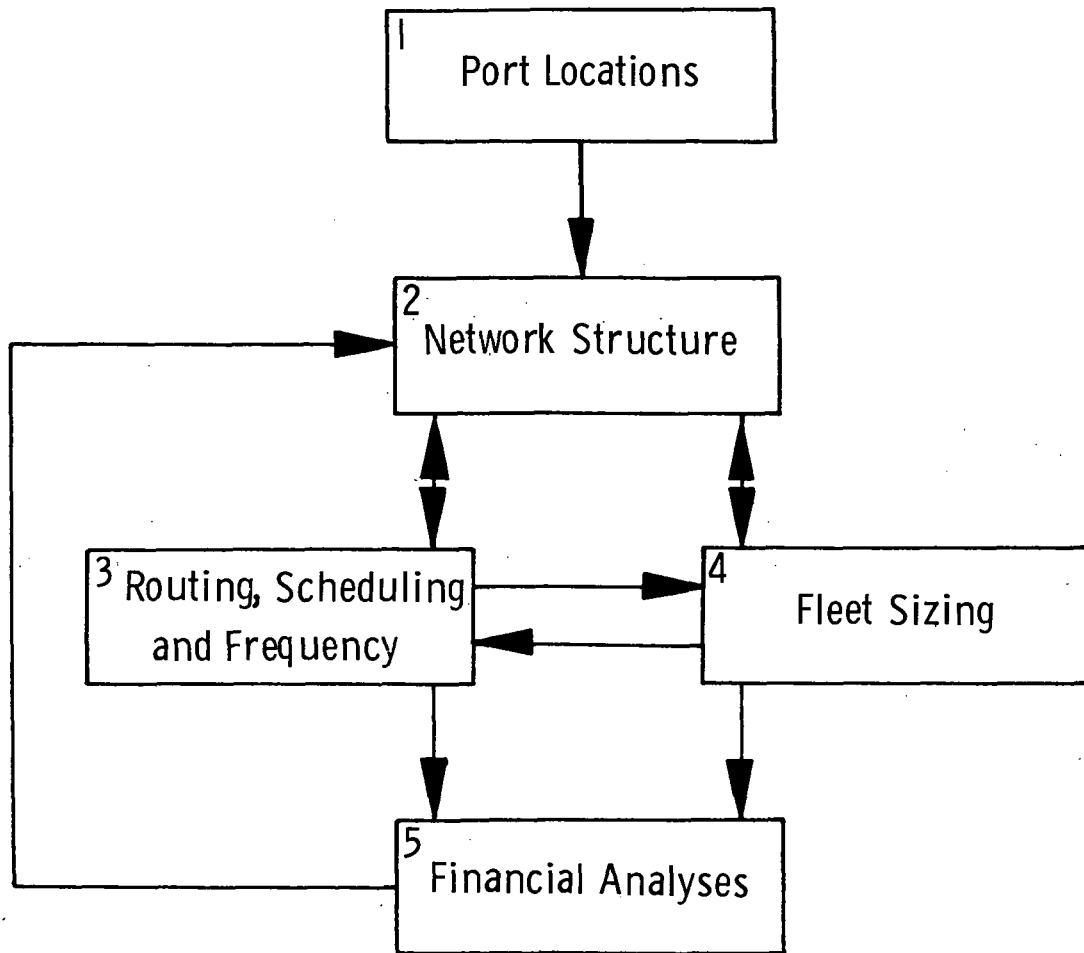 1
Port Locations
2
Network Structure
3
Routing, Scheduling
and Frequency
4
Fleet Sizing
5
Financial Analyses